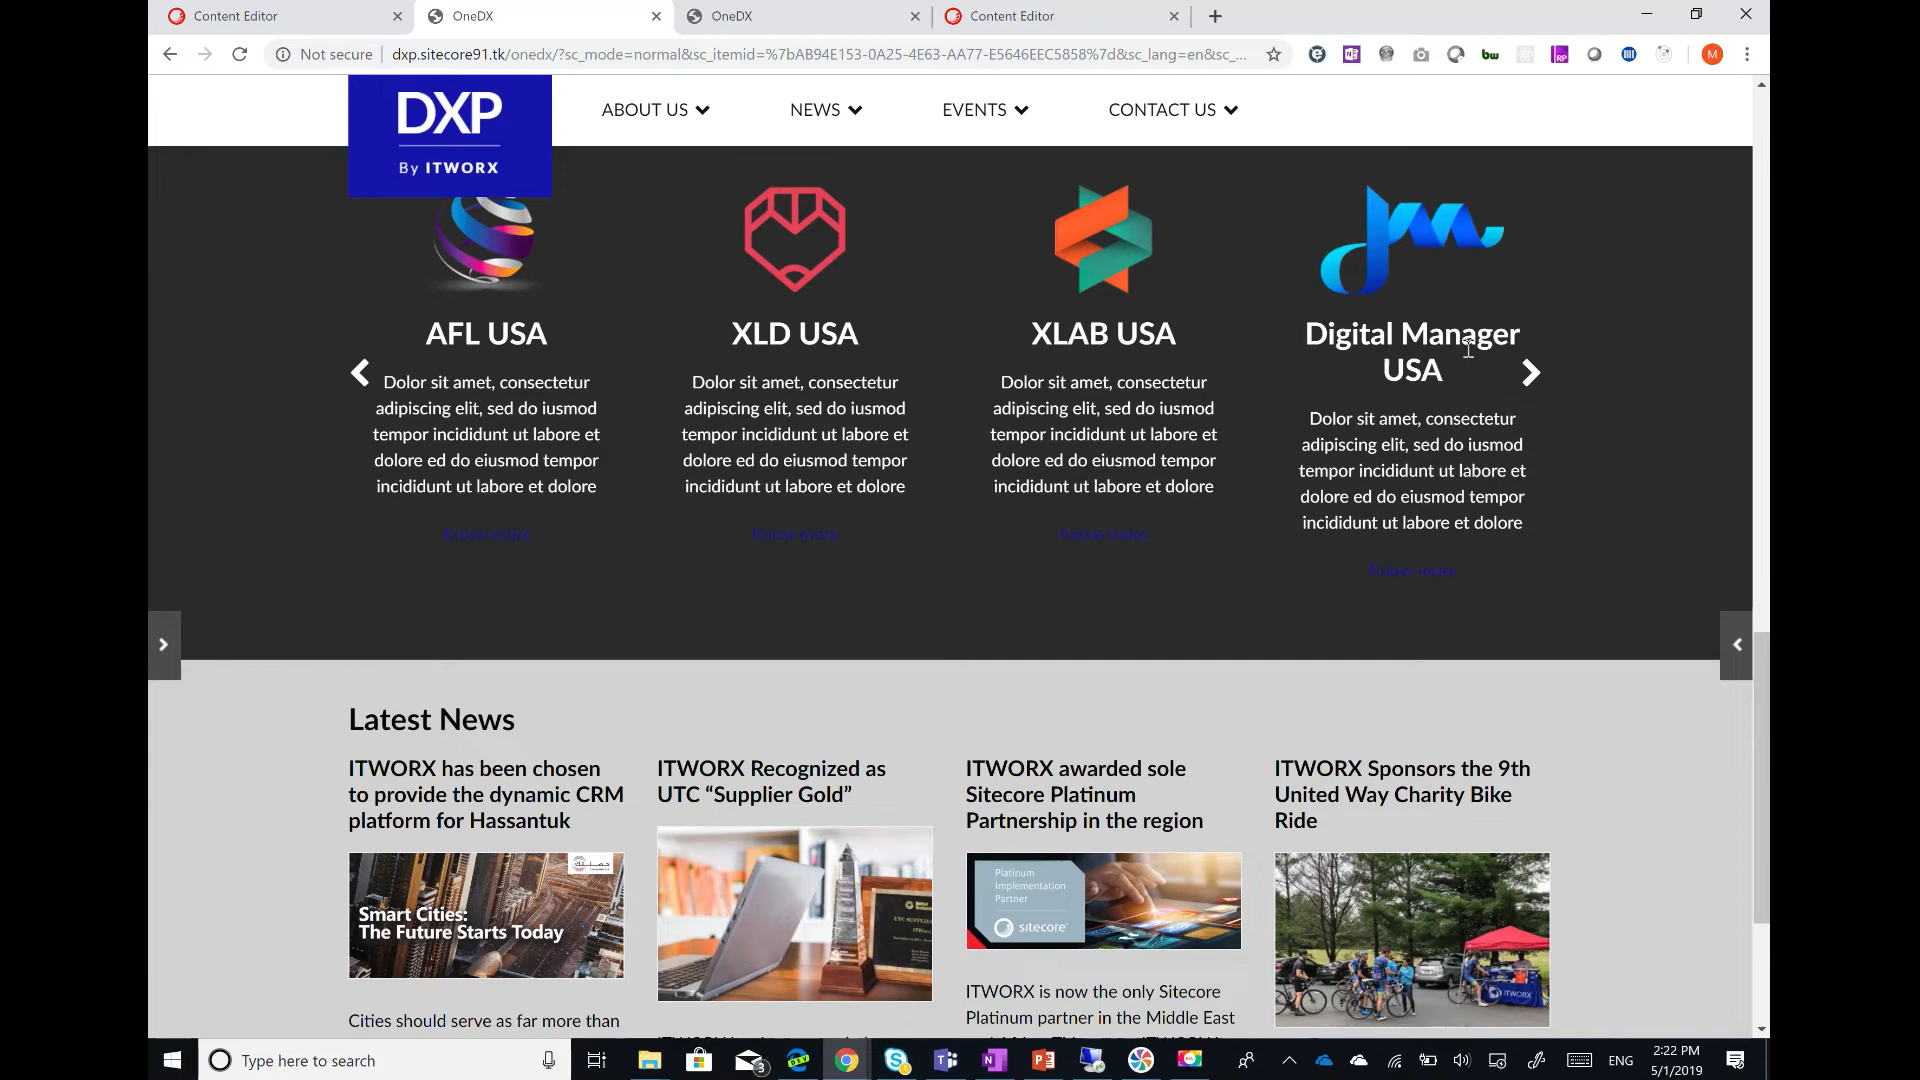 Content Editor
OneDX
OneDX
Content Editor
Not secure
dxp.sitecore91.tk/onedx/?sc_mode=normal&sc_itemid=%7bAB94E153-0A25-4E63-AA77-E5646EEC5858%7d&sc_lang=en&sc_...
M
DXP
By ITWORX
ABOUT US
NEWS
EVENTS
CONTACT US
AFL USA
Dolor sit amet, consectetur
adipiscing elit, sed do iusmod
tempor incididunt ut labore et
dolore ed do eiusmod tempor
incididunt ut labore et dolore
Know more
XLD USA
Dolor sit amet, consectetur
adipiscing elit, sed do iusmod
tempor incididunt ut labore et
dolore ed do eiusmod tempor
incididunt ut labore et dolore
Know more
XLAB USA
Dolor sit amet, consectetur
adipiscing elit, sed do iusmod
tempor incididunt ut labore et
dolore ed do eiusmod tempor
incididunt ut labore et dolore
Know more
Digital Manager
USA
Dolor sit amet, consectetur
adipiscing elit, sed do iusmod
tempor incididunt ut labore et
dolore ed do eiusmod tempor
incididunt ut labore et dolore
Know more
Latest News
ITWORX has been chosen
to provide the dynamic CRM
platform for Hassantuk
Smart Cities:
The Future Starts Today
Cities should serve as far more than
ITWORX Recognized as
UTC “Supplier Gold”
ITWORX awarded sole
Sitecore Platinum
Partnership in the region
Platinum
Implementation
Partner
sitecore
ITWORX is now the only Sitecore
Platinum partner in the Middle East
ITWORX Sponsors the 9th
United Way Charity Bike
Ride
ITWORX
Type here to search
3
ENG
2:22 PM
5/1/2019